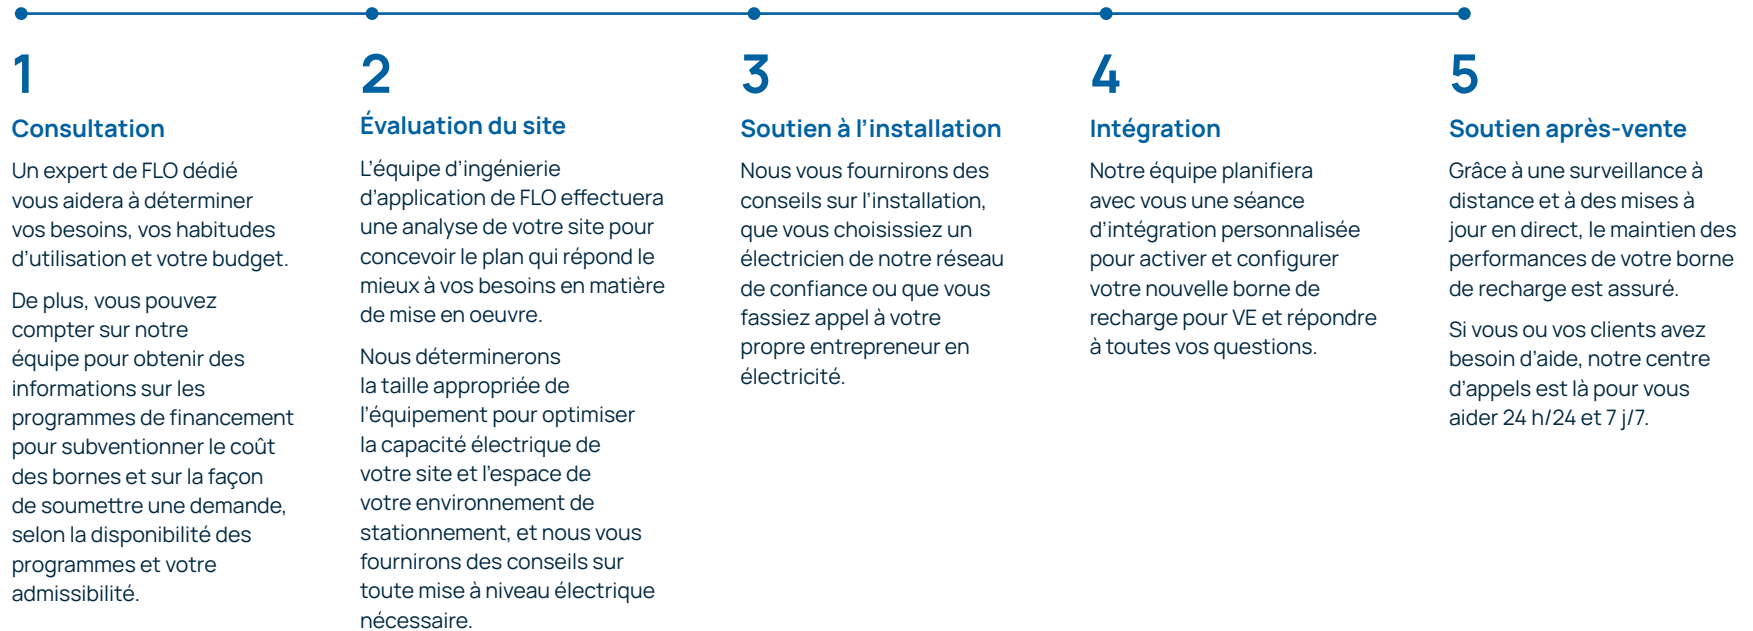 1
Consultation
Un expert de FLO dédié
vous aidera à déterminer
vos besoins, vos habitudes
d’utilisation et votre budget.
De plus, vous pouvez
compter sur notre
équipe pour obtenir des
informations sur les
programmes de financement
pour subventionner le coût
des bornes et sur la façon
de soumettre une demande,
selon la disponibilité des
programmes et votre
admissibilité.
2
Évaluation du site
L’équipe d’ingénierie
d’application de FLO effectuera
une analyse de votre site pour
concevoir le plan qui répond le
mieux à vos besoins en matière
de mise en oeuvre.
Nous déterminerons
la taille appropriée de
l’équipement pour optimiser
la capacité électrique de
votre site et l’espace de
votre environnement de
stationnement, et nous vous
fournirons des conseils sur
toute mise à niveau électrique
nécessaire.
3
Soutien à l’installation
Nous vous fournirons des
conseils sur l’installation,
que vous choisissiez un
électricien de notre réseau
de confiance ou que vous
fassiez appel à votre
propre entrepreneur en
électricité.
4
Intégration
Notre équipe planifiera
avec vous une séance
d’intégration personnalisée
pour activer et configurer
votre nouvelle borne de
recharge pour VE et répondre
à toutes vos questions.
5
Soutien après-vente
Grâce à une surveillance à
distance et à des mises à
jour en direct, le maintien des
performances de votre borne
de recharge est assuré.
Si vous ou vos clients avez
besoin d’aide, notre centre
d’appels est là pour vous
aider 24 h/24 et 7 j/7.